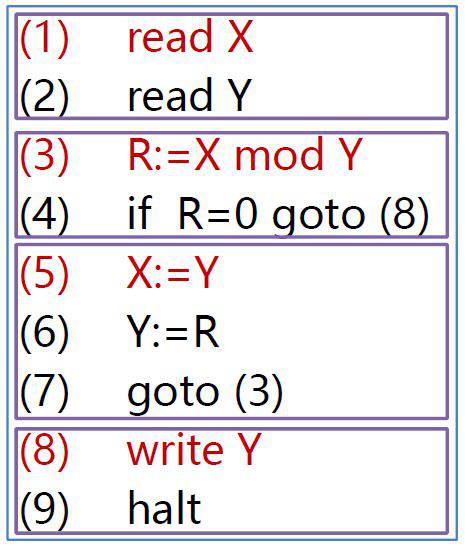 (1) read X
(2) read Y
(3) R:=X mod Y
(4) if R=0 goto (8)
(5) X:=Y
(6) Y:=R
(7) goto (3)
(8) write Y
(9) halt